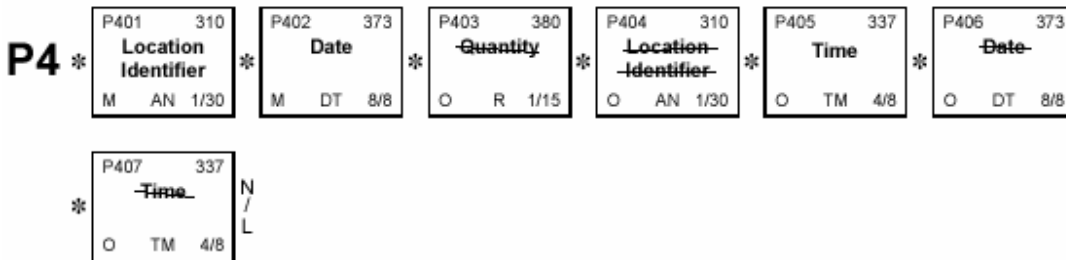 P4 * P401 310 * P402 373 * P403 380 * P404 310 * P405 337 * P406 373
Location Identifier Date Quantity Location Identifier Time Date
M AN 1/30 M DT 8/8 O R 1/15 O AN 1/30 O TM 4/8 O DT 8/8
* P407 337 N/L
Time
O TM 4/8